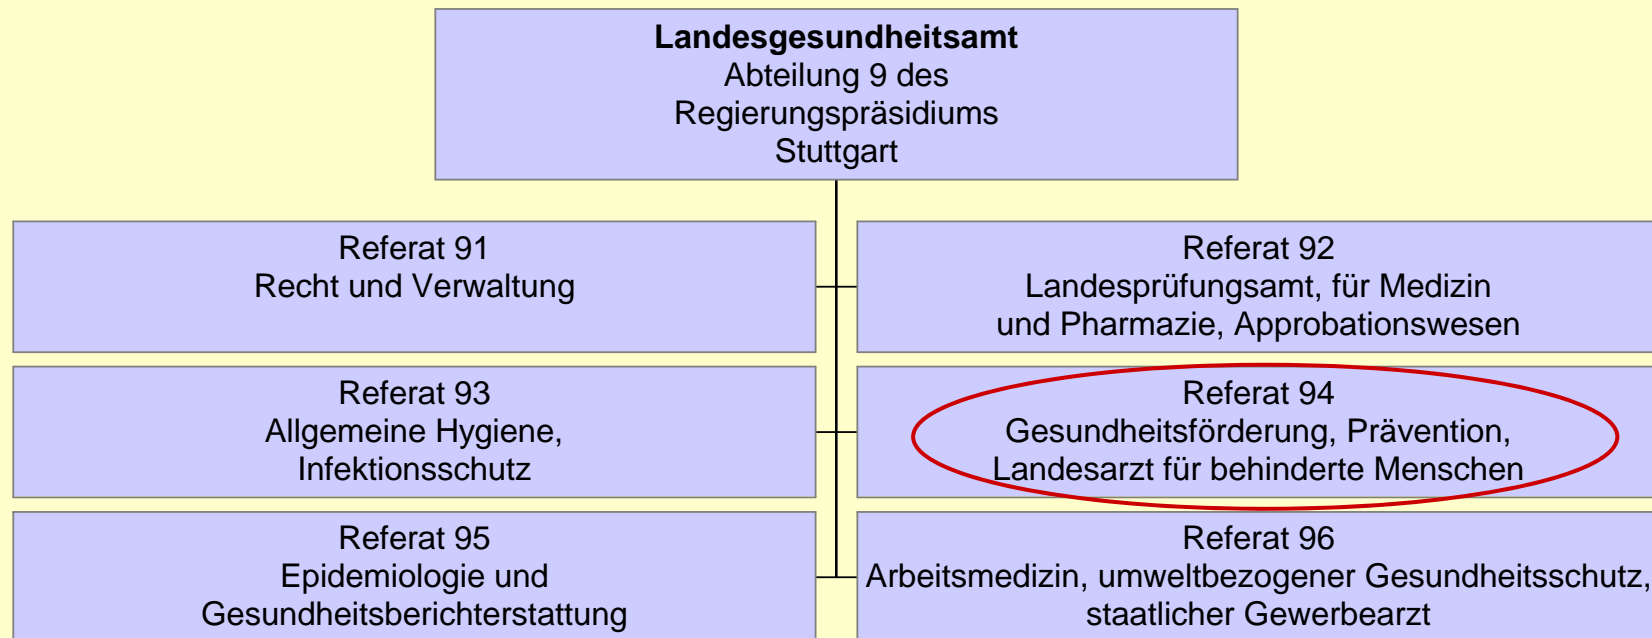 Landesgesundheitsamt
Abteilung 9 des
Regierungspräsidiums
Stuttgart
Referat 91
Recht und Verwaltung
Referat 92
Landesprüfungsamt, für Medizin
und Pharmazie, Approbationswesen
Referat 93
Allgemeine Hygiene,
Infektionsschutz
Referat 94
Gesundheitsförderung, Prävention,
Landesarzt für behinderte Menschen
Referat 95
Epidemiologie und
Gesundheitsberichterstattung
Referat 96
Arbeitsmedizin, umweltbezogener Gesundheitsschutz,
staatlicher Gewerbearzt